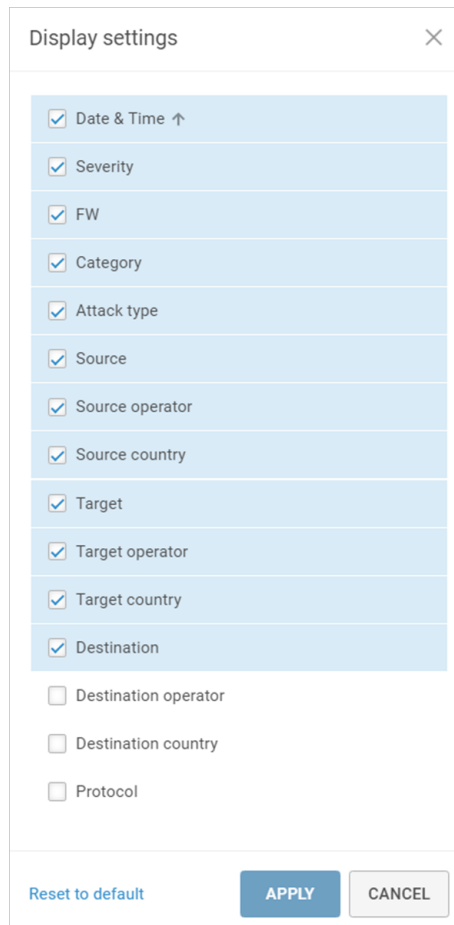 Display settings
Date & Time
Severity
FW
Category
Attack type
Source
Source operator
Source country
Target
Target operator
Target country
Destination
Destination operator
Destination country
Protocol
Reset to default APPLY CANCEL